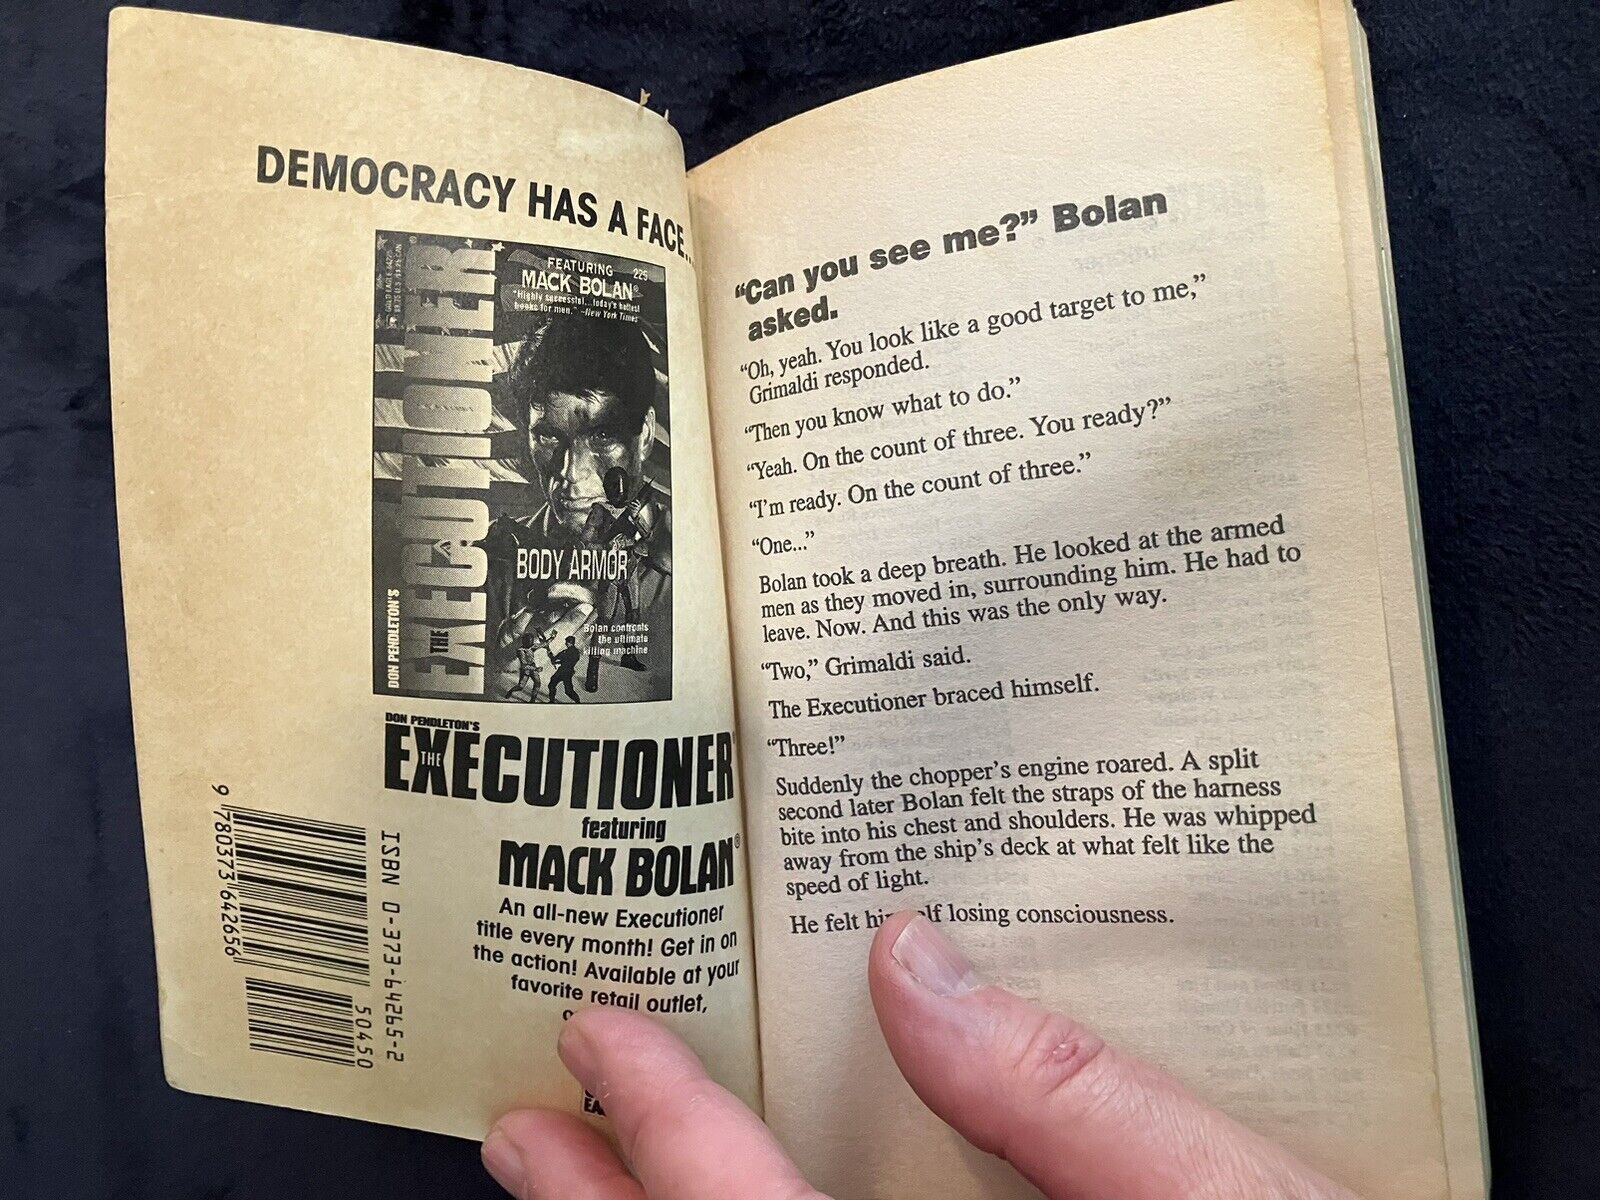 DEMOCRACY HAS A FACE...
FEATURING 225
MACK BOLAN®
"Highly successful...today's hottest
books for men." —New York Times
DON PENDLETON'S
THE
EXECUTIONER
BODY ARMOR
Bolan confronts
the ultimate
killing machine
DON PENDLETON'S
THE
EXECUTIONER®
featuring
MACK BOLAN®
An all-new Executioner
title every month! Get in on
the action! Available at your
favorite retail outlet,
9 780373 642656
50450
ISBN 0-373-64265-2
“Can you see me?” Bolan
asked.
“Oh, yeah. You look like a good target to me,”
Grimaldi responded.
“Then you know what to do.”
“Yeah. On the count of three. You ready?”
“I'm ready. On the count of three.”
“One...”
Bolan took a deep breath. He looked at the armed
men as they moved in, surrounding him. He had to
leave. Now. And this was the only way.
“Two,” Grimaldi said.
The Executioner braced himself.
“Three!”
Suddenly the chopper's engine roared. A split
second later Bolan felt the straps of the harness
bite into his chest and shoulders. He was whipped
away from the ship's deck at what felt like the
speed of light.
He felt himself losing consciousness.